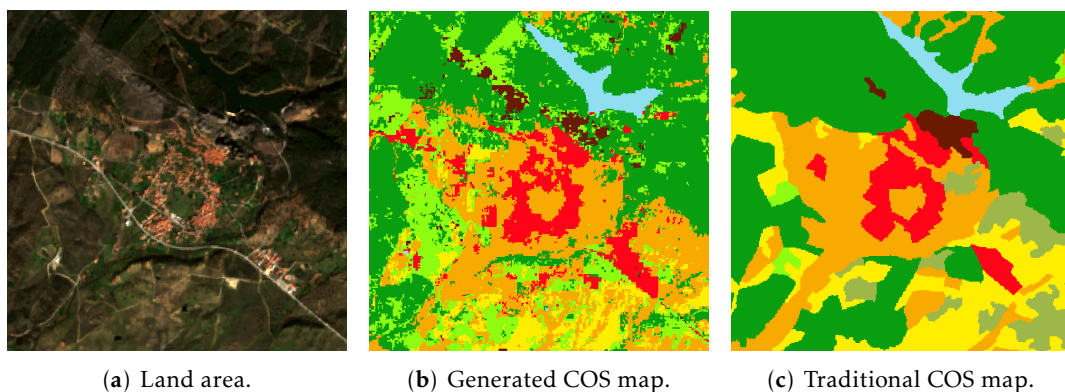 (a) Land area.
(b) Generated COS map.
(c) Traditional COS map.